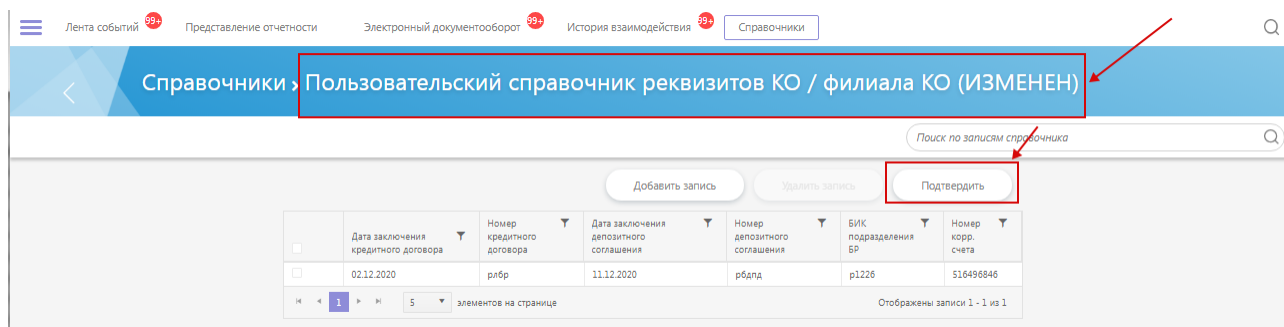 Лента событий 99+ Представление отчетности Электронный документооборот 99+ История взаимодействия 99+ Справочники
Справочники › Пользовательский справочник реквизитов КО / филиала КО (ИЗМЕНЕН)
Поиск по записям справочника
Добавить запись Удалить запись Подтвердить
Дата заключения кредитного договора
Номер кредитного договора
Дата заключения депозитного соглашения
Номер депозитного соглашения
БИК подразделения БР
Номер корр. счета
02.12.2020 рлбр 11.12.2020 рбдпд р1226 516496846
1 5 элементов на странице Отображены записи 1 - 1 из 1